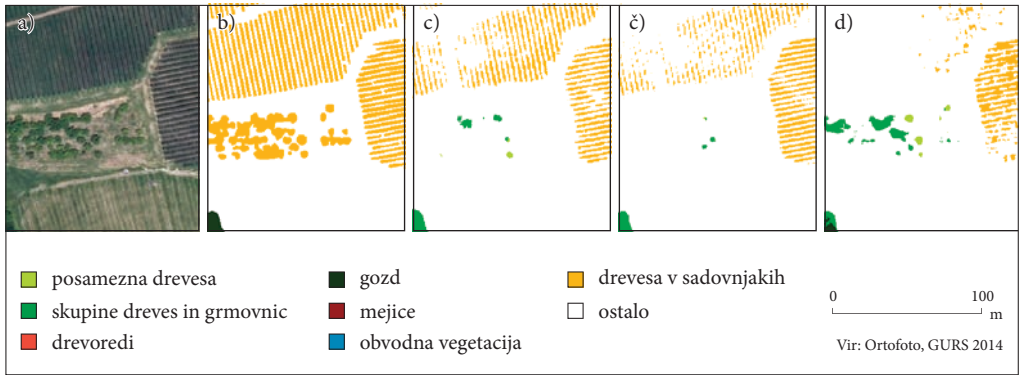 a) b) c) č) d)
posamezna drevesa
skupine dreves in grmovnic
drevoredi
gozd
mejice
obvodna vegetacija
drevesa v sadovnjakih
ostalo
0 100
m
Vir: Ortofoto, GURS 2014